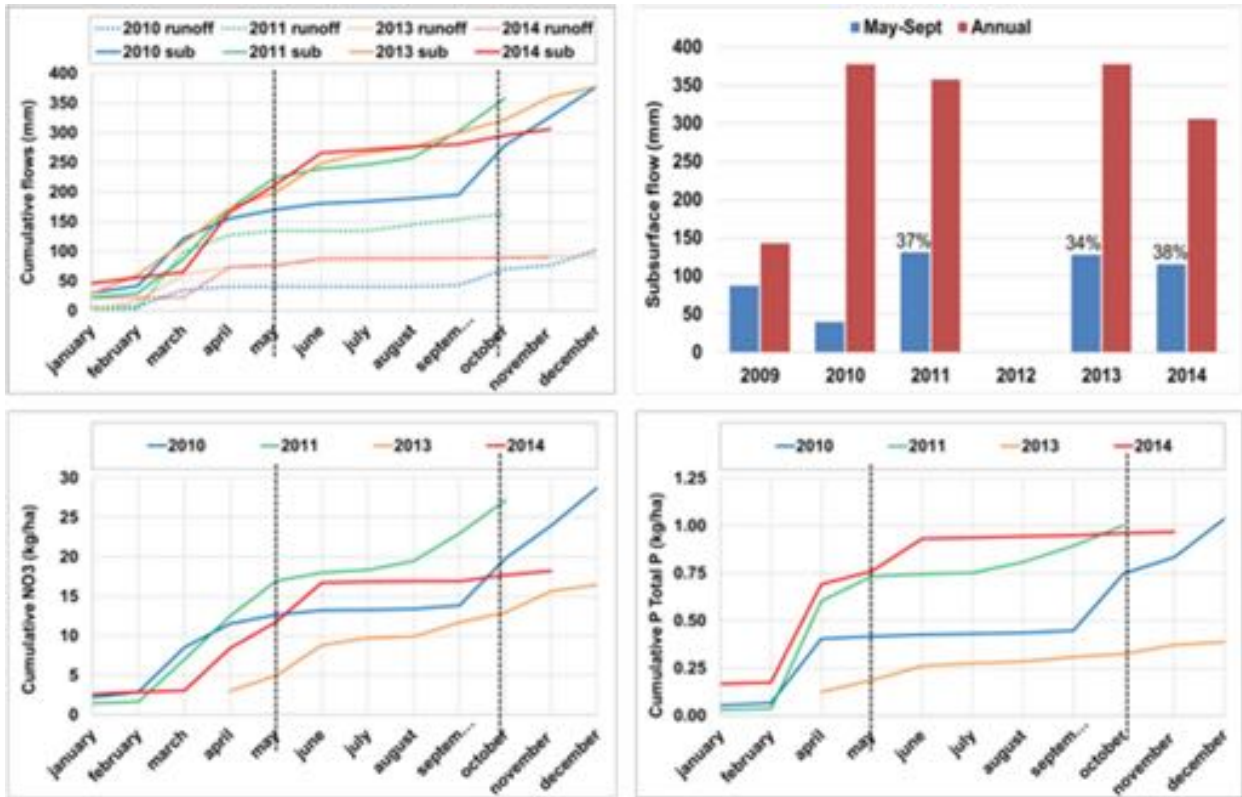 2010 runoff 2011 runoff 2013 runoff 2014 runoff
2010 sub 2011 sub 2013 sub 2014 sub
Cumulative flows (mm)
400
350
300
250
200
150
100
50
0
january
february
march
april
may
june
july
august
septem...
october
november
december
May-Sept Annual
Subsurface flow (mm)
400
350
300
250
200
150
100
50
0
37%
34%
38%
2009 2010 2011 2012 2013 2014
2010 2011 2013 2014
Cumulative NO3 (kg/ha)
30
25
20
15
10
5
0
january
february
march
april
may
june
july
august
septem...
october
november
december
2010 2011 2013 2014
Cumulative P Total P (kg/ha)
1.25
1.00
0.75
0.50
0.25
0.00
january
february
april
may
june
july
august
septem...
october
november
december